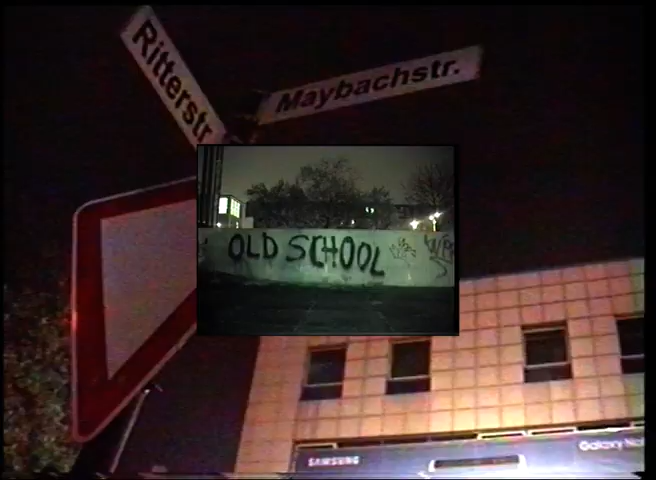 Ritterstr.
Maybachstr.
OLD SCHOOL
SAMSUNG
Galaxy